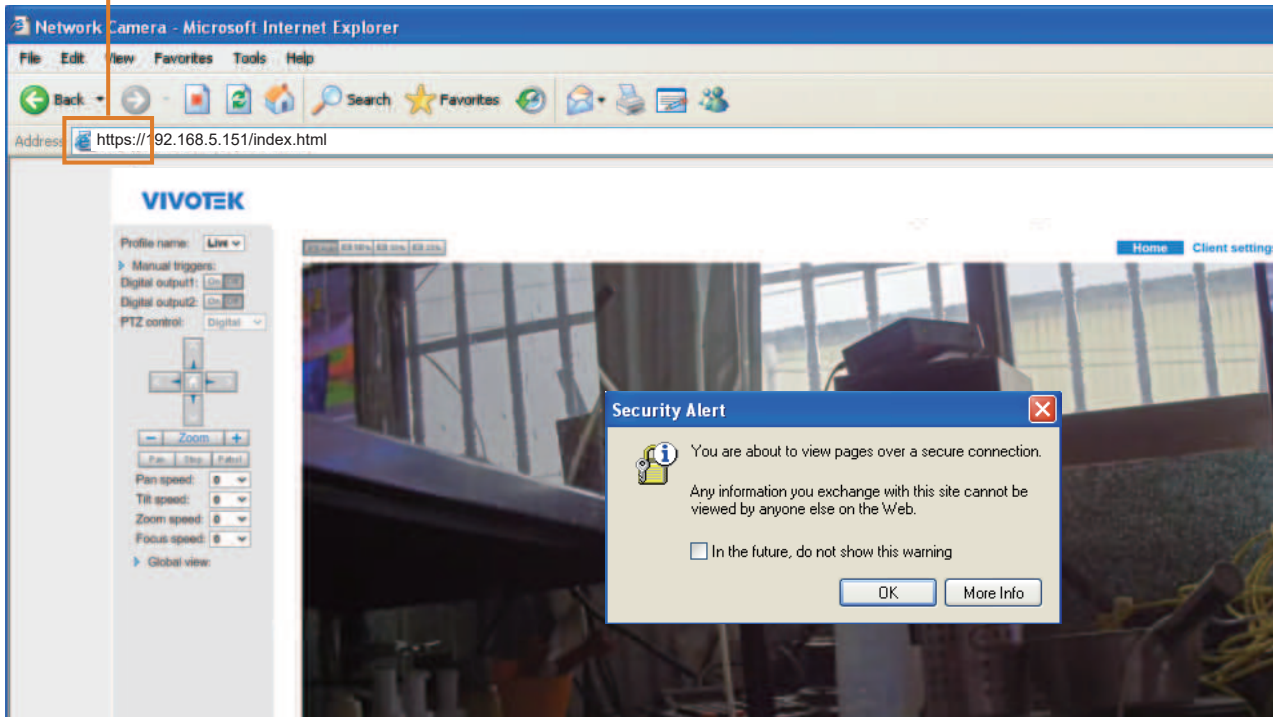 Network Camera - Microsoft Internet Explorer
File Edit View Favorites Tools Help
Back Search Favorites
Address https://192.168.5.151/index.html
VIVOTEK
Profile name: Live
Home Client settings
Manual triggers:
Digital output1: On Off
Digital output2: On Off
PTZ control: Digital
Zoom
Pan Stop Patrol
Pan speed: 0
Tilt speed: 0
Zoom speed: 0
Focus speed: 0
Global view:
Security Alert
You are about to view pages over a secure connection.
Any information you exchange with this site cannot be
viewed by anyone else on the Web.
In the future, do not show this warning
OK More Info